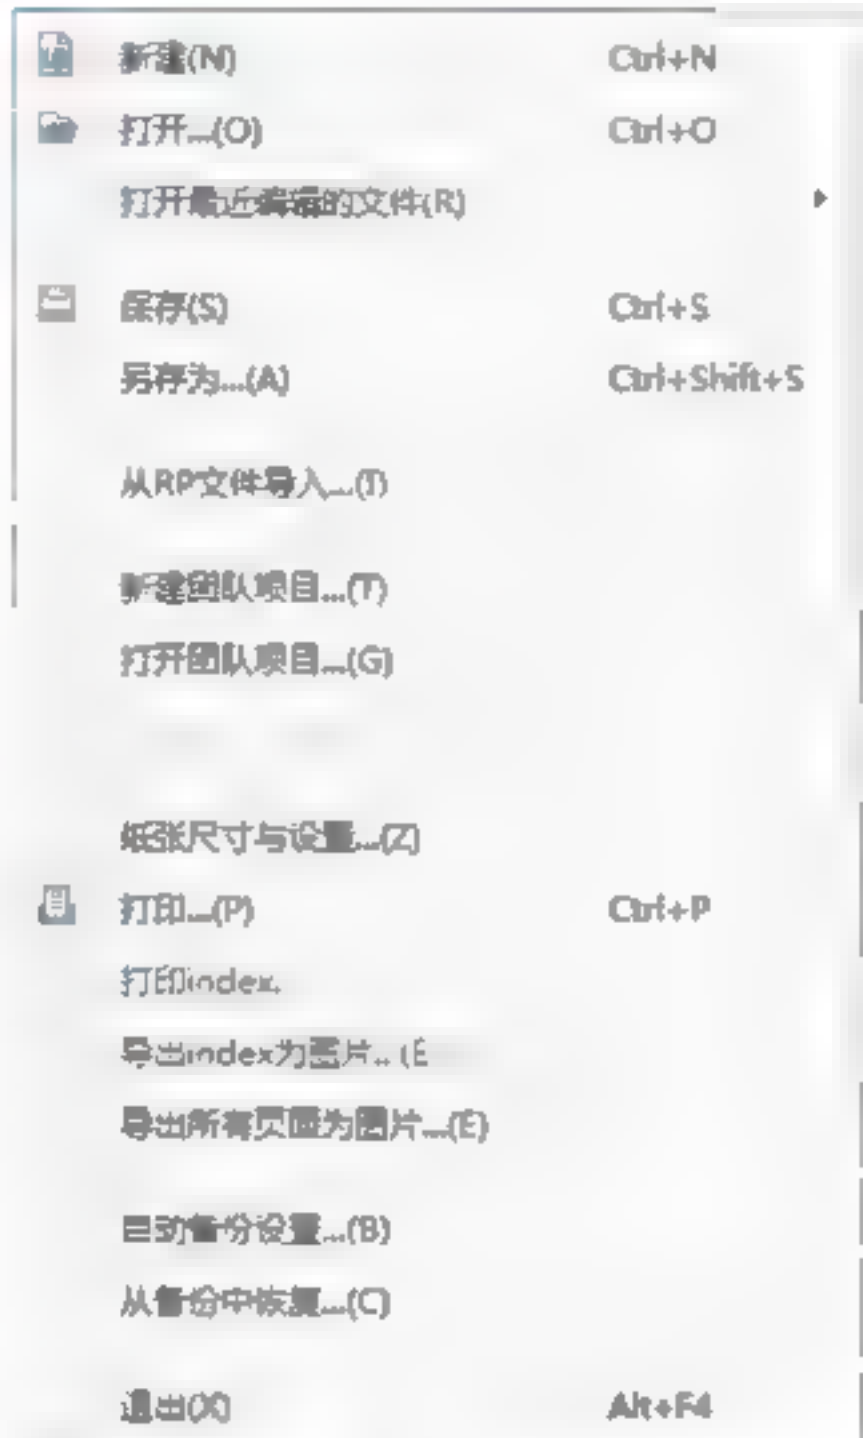 新建(N) Ctrl+N
打开...(O) Ctrl+O
打开最近编辑的文件(R)
保存(S) Ctrl+S
另存为...(A) Ctrl+Shift+S
从RP文件导入...(I)
新建团队项目...(T)
打开团队项目...(G)
纸张尺寸与设置...(Z)
打印...(P) Ctrl+P
打印index.
导出index为图片...(E
导出所有页面为图片...(E)
自动备份设置...(B)
从备份中恢复...(C)
退出(X) Alt+F4